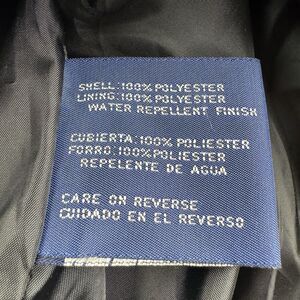 SHELL:100% POLYESTER
LINING:100% POLYESTER
WATER REPELLENT FINISH
CUBIERTA:100% POLIESTER
FORRO:100% POLIESTER
REPELENTE DE AGUA
CARE ON REVERSE
CUIDADO EN EL REVERSO